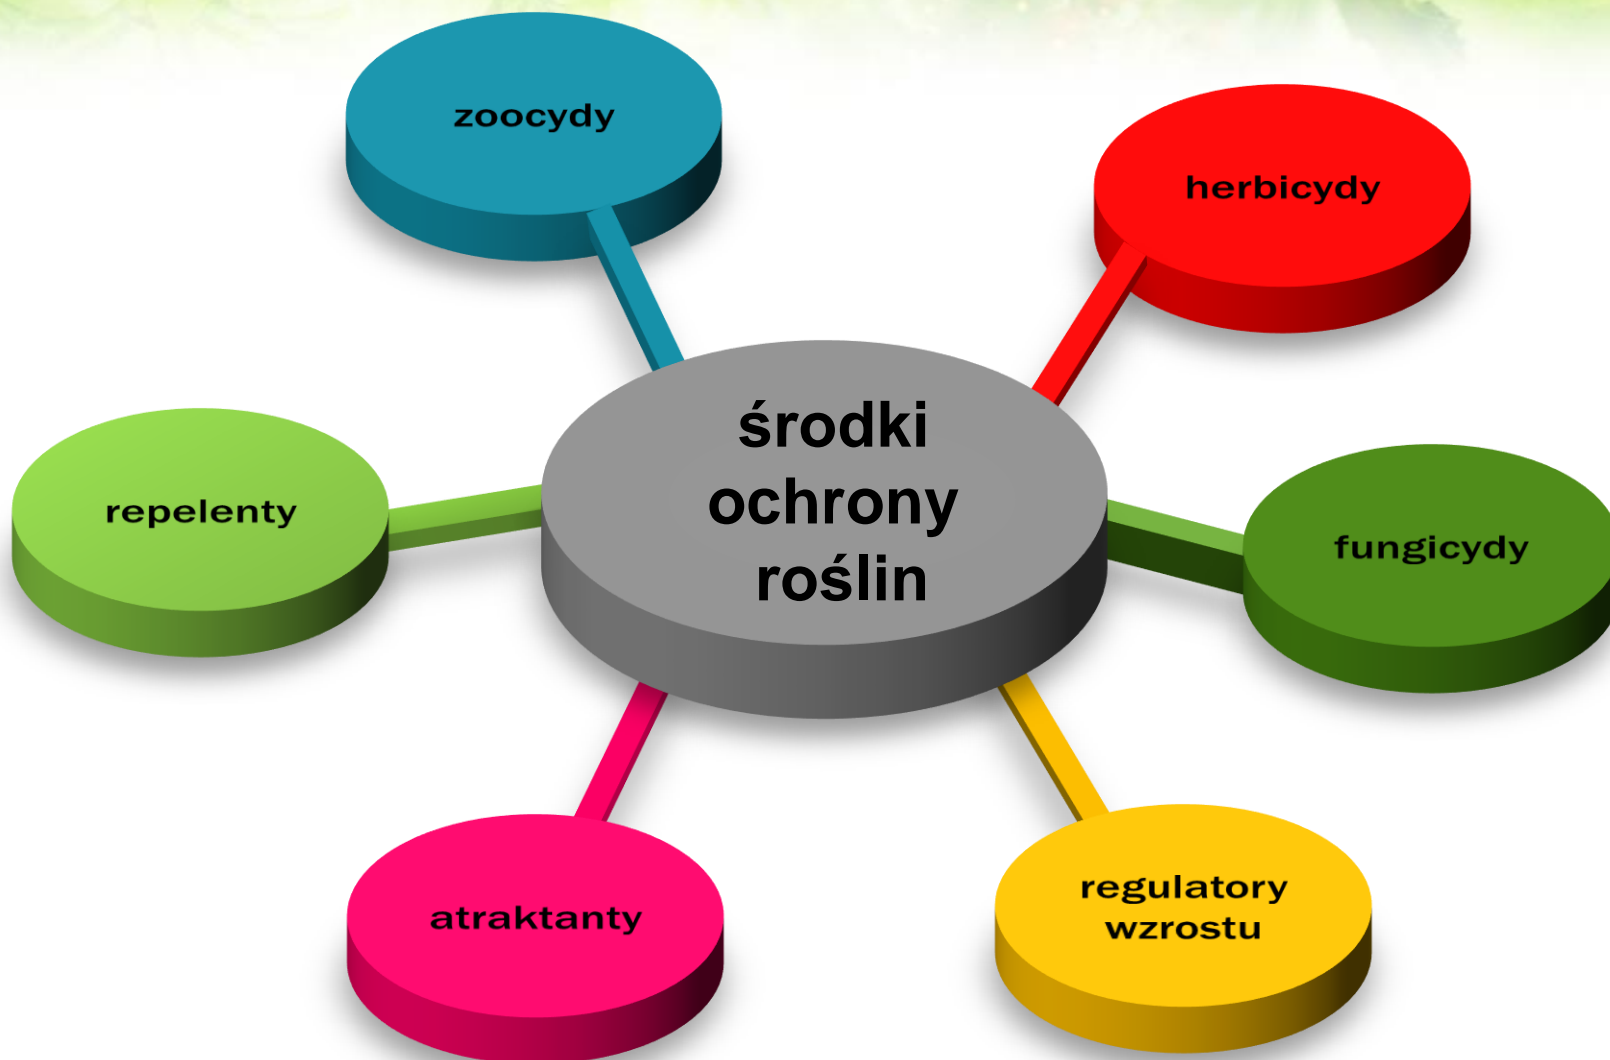 zoocydy
herbicydy
środki
ochrony
roślin
repelenty
fungicydy
atraktanty
regulatory
wzrostu